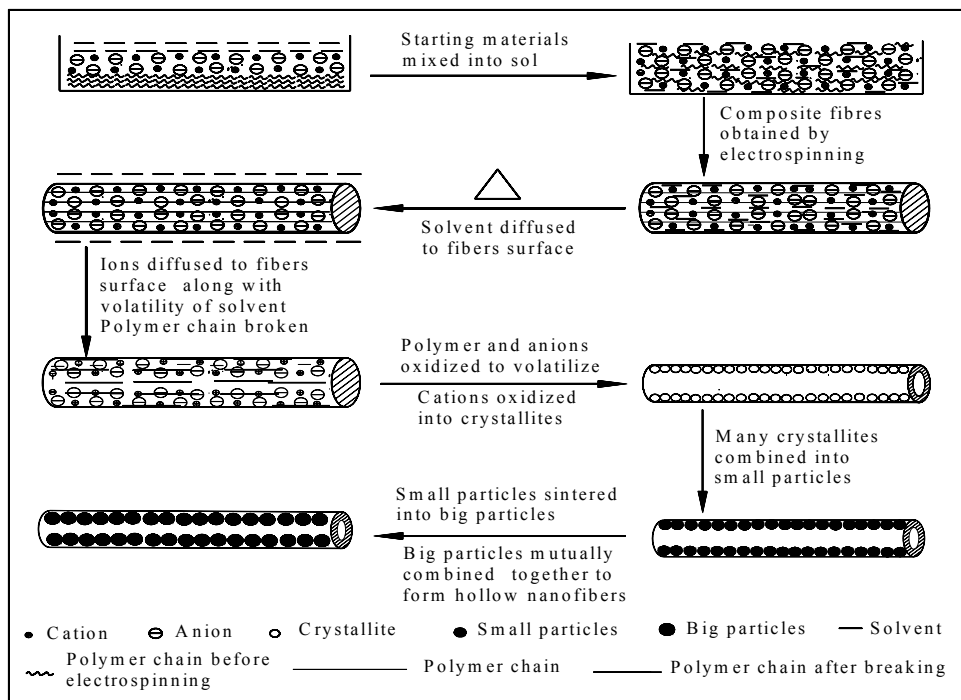 Starting materials
mixed into sol
Composite fibres
obtained by
electrospinning
Solvent diffused
to fibers surface
Ions diffused to fibers
surface along with
volatility of solvent
Polymer chain broken
Polymer and anions
oxidized to volatilize
Cations oxidized
into crystallites
Many crystallites
combined into
small particles
Small particles sintered
into big particles
Big particles mutually
combined together to
form hollow nanofibers
Cation Anion Crystallite Small particles Big particles Solvent
Polymer chain before
electrospinning
Polymer chain
Polymer chain after breaking